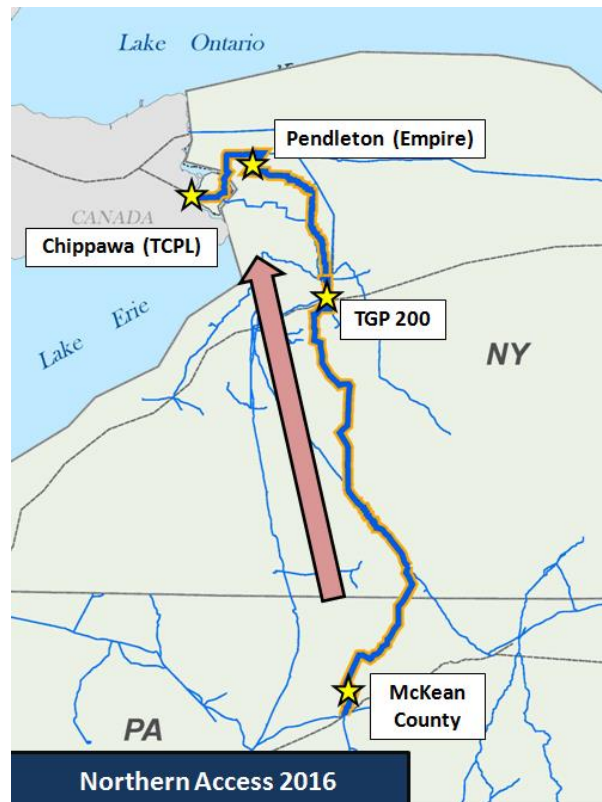 Lake Ontario
Pendleton (Empire)
CANADA
Chippawa (TCPL)
Lake Erie
TGP 200
NY
McKean
County
PA
Northern Access 2016